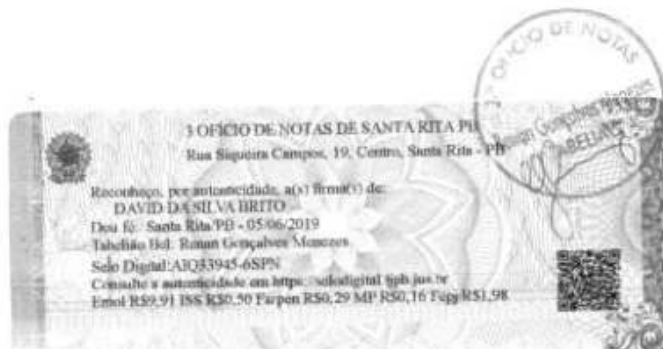 3 OFICIO DE NOTAS DE SANTA RITA PB
Rua Siqueira Campos, 19, Centro, Santa Rita - PB
Reconheço, por autenticidade, a(s) firma(s) de:
DAVID DA SILVA BRITO
Dou fé. Santa Rita/PB - 05/06/2019
Tabelião Bel. Renan Gonçalves Menezes
Selo Digital:AIQ33945-6SPN
Consulte a autenticidade em https://selodigital.tjpb.jus.br
Emol R$9,91 ISS R$0,50 Farpen R$0,29 MP R$0,16 Fepj R$1,98
OFICIO DE NOTAS